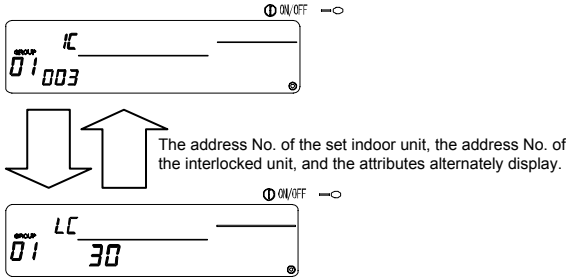 ON/OFF
IC
GROUP
01 003
The address No. of the set indoor unit, the address No. of
the interlocked unit, and the attributes alternately display.
ON/OFF
LC
GROUP
01 30